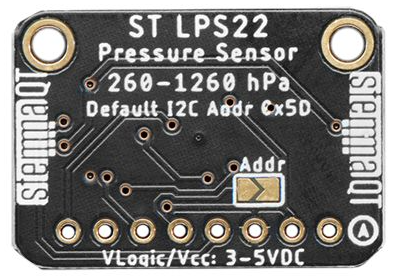 ST LPS22
Pressure Sensor
260-1260 hPa
Default I2C Addr 0x5D
stemmaQT
stemmaQT
Addr
A
VLogic/Vcc: 3-5VDC